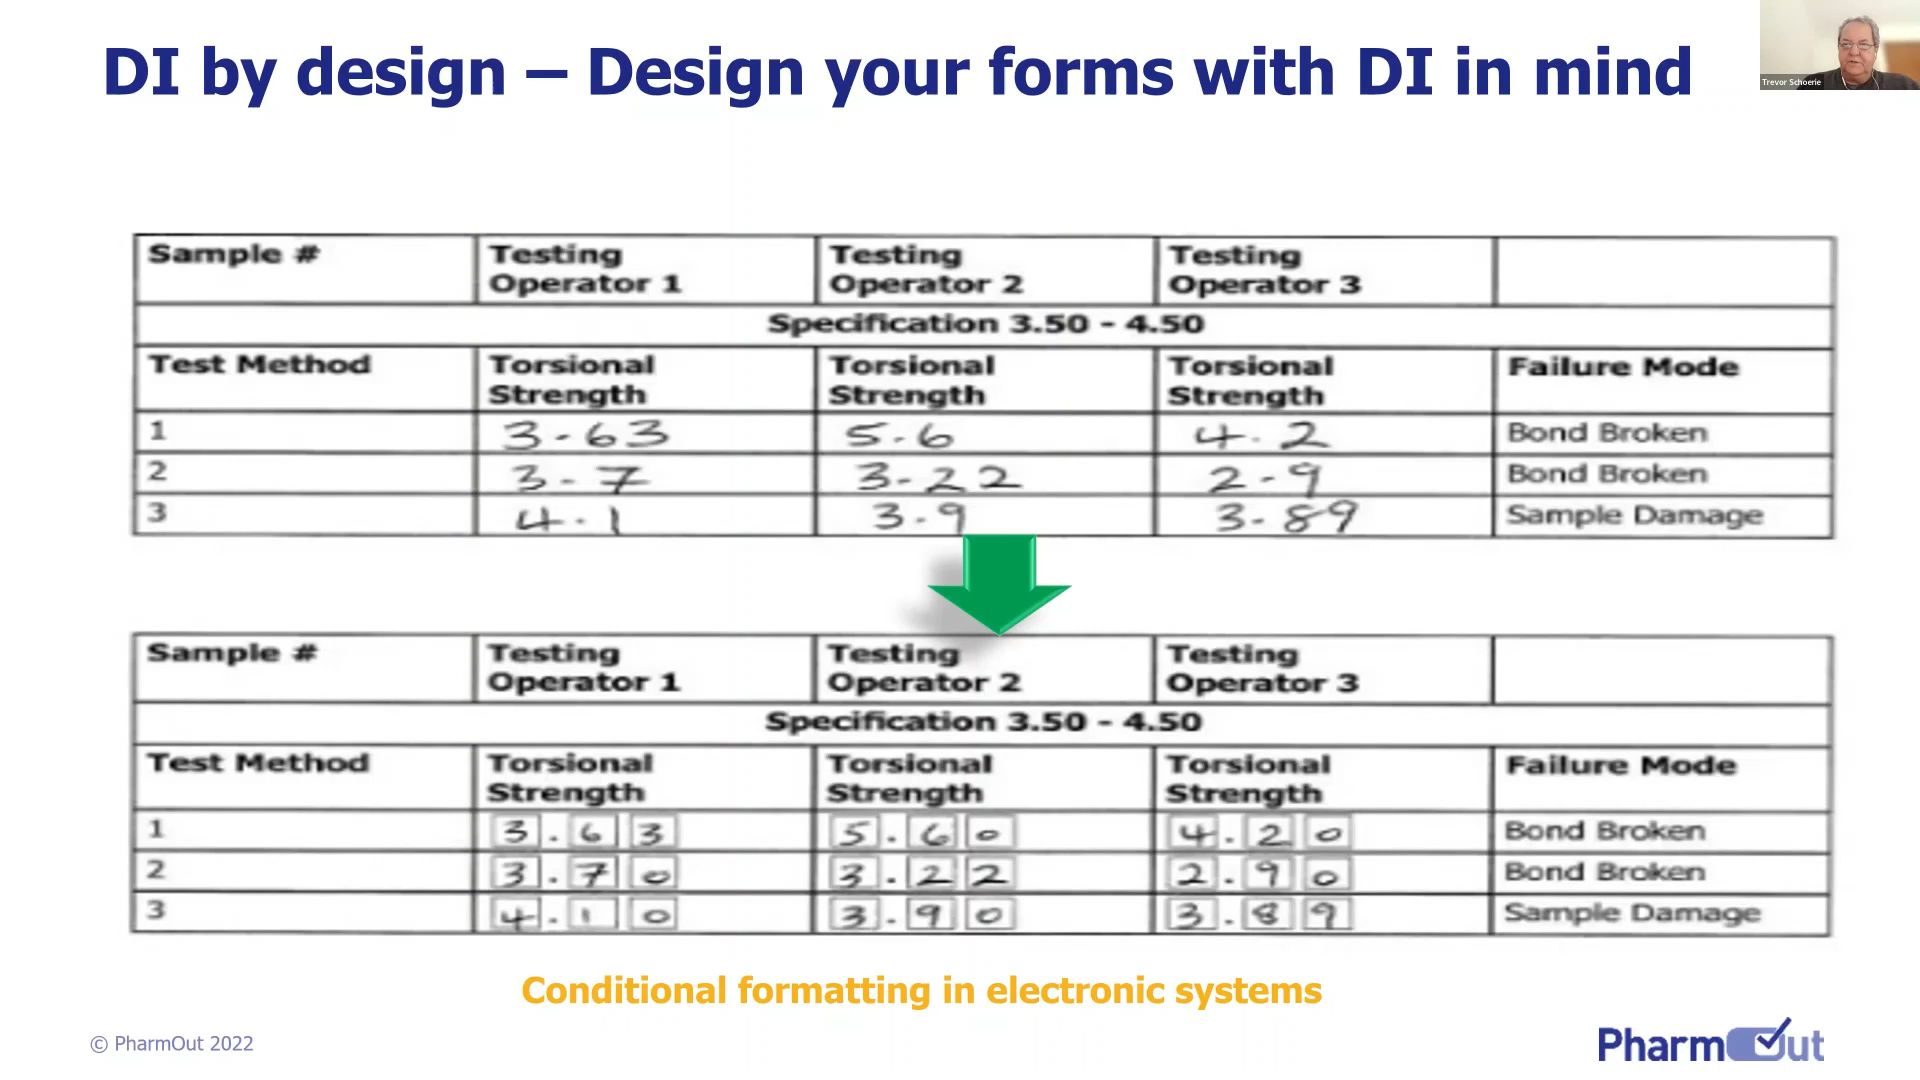 DI by design – Design your forms with DI in mind
Trevor Schoerie
Sample # Testing Operator 1 Testing Operator 2 Testing Operator 3
Specification 3.50 - 4.50
Test Method Torsional Strength Torsional Strength Torsional Strength Failure Mode
1 3.63 5.6 4.2 Bond Broken
2 3.7 3.22 2.9 Bond Broken
3 4.1 3.9 3.89 Sample Damage
Sample # Testing Operator 1 Testing Operator 2 Testing Operator 3
Specification 3.50 - 4.50
Test Method Torsional Strength Torsional Strength Torsional Strength Failure Mode
1 3.63 5.60 4.20 Bond Broken
2 3.70 3.22 2.90 Bond Broken
3 4.10 3.90 3.89 Sample Damage
Conditional formatting in electronic systems
© PharmOut 2022
PharmOut